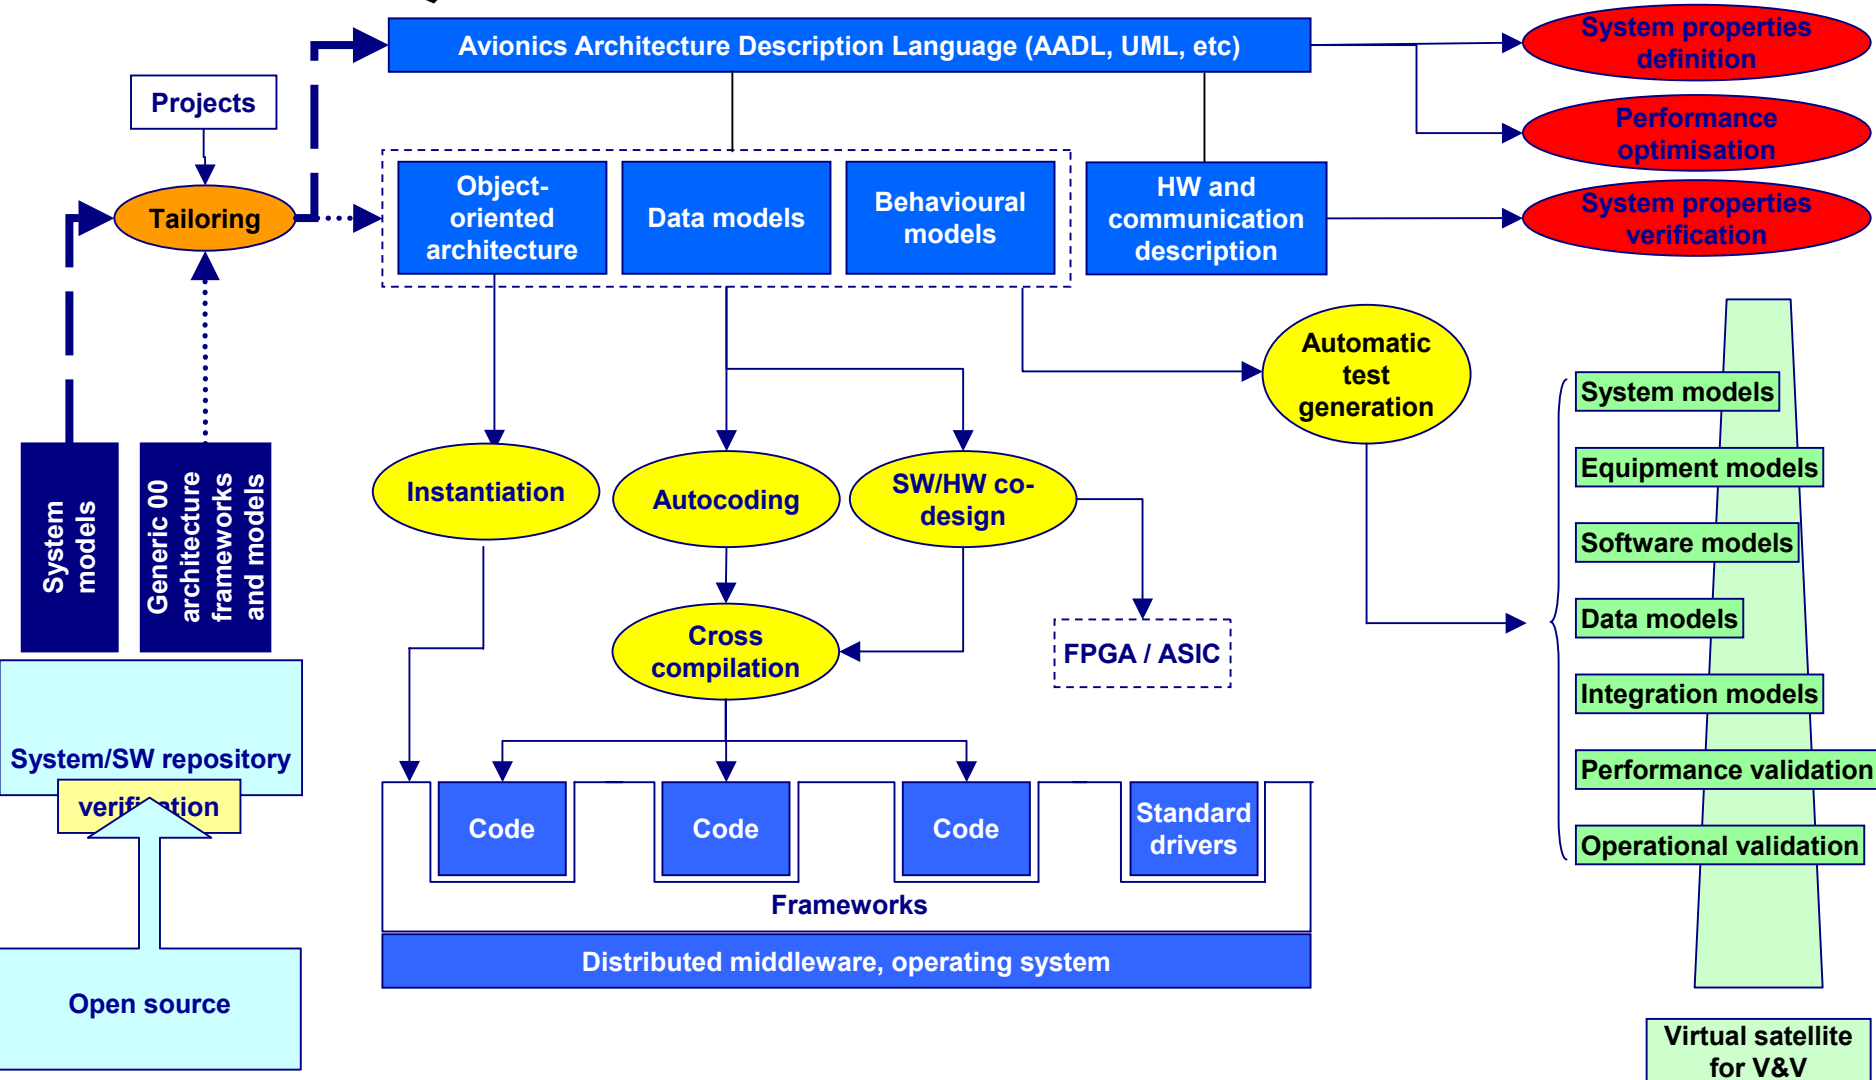 Avionics Architecture Description Language (AADL, UML, etc)
System properties
definition
Projects
Performance
optimisation
Tailoring
Object-
oriented
architecture
Data models
Behavioural
models
HW and
communication
description
System properties
verification
Automatic
test
generation
System
models
Generic 00
architecture
frameworks
and models
Instantiation
Autocoding
SW/HW co-
design
Cross
compilation
FPGA / ASIC
System models
Equipment models
Software models
Data models
Integration models
Performance validation
Operational validation
System/SW repository
verification
Open source
Code
Code
Code
Standard
drivers
Frameworks
Distributed middleware, operating system
Virtual satellite
for V&V